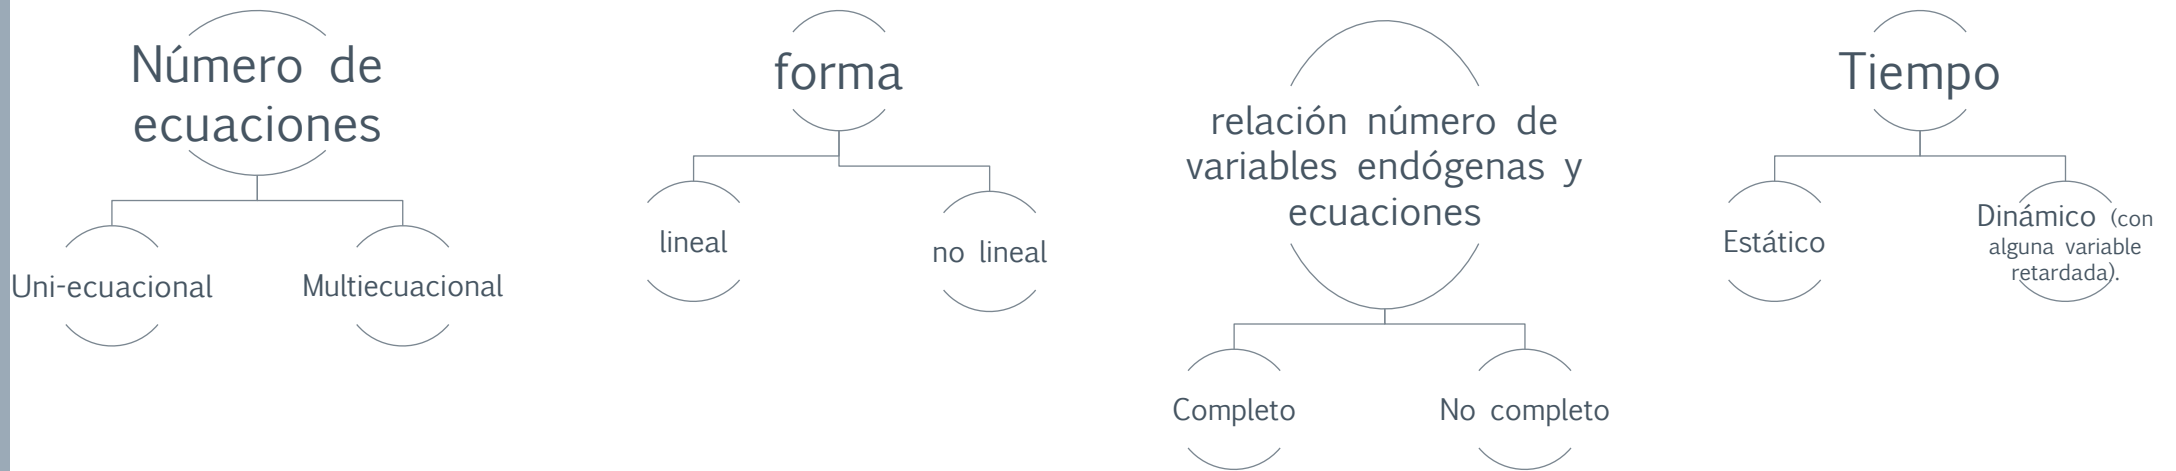 Número de
ecuaciones
Uni-ecuacional
Multiecuacional
forma
lineal
no lineal
relación número de
variables endógenas y
ecuaciones
Completo
No completo
Tiempo
Estático
Dinámico (con
alguna variable
retardada).